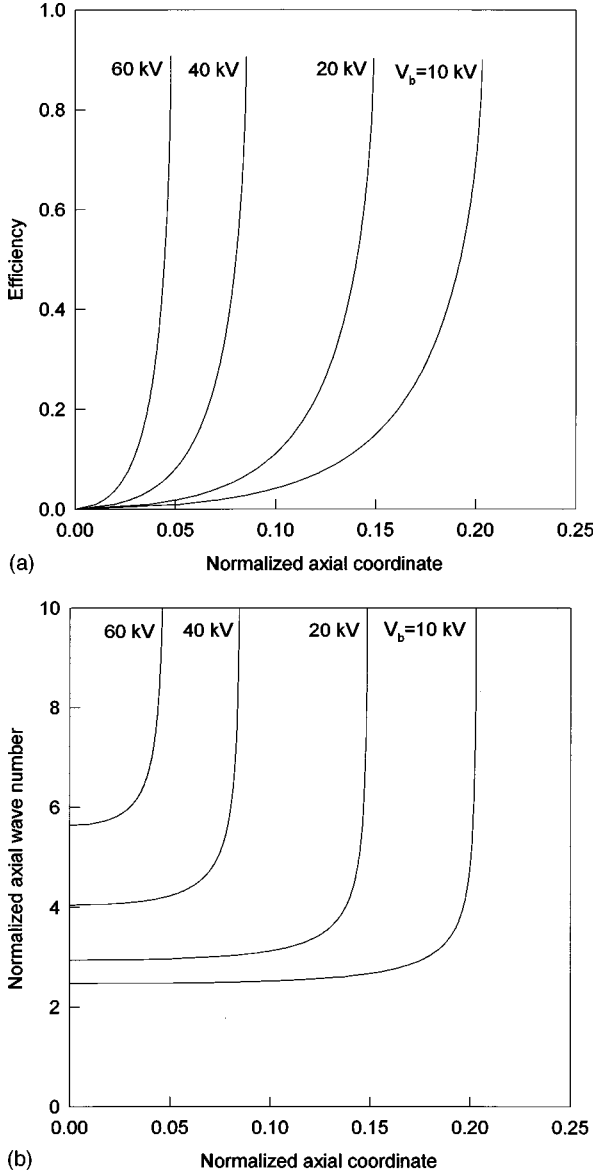 1.0
60 kV 40 kV 20 kV V_b=10 kV
0.8
0.6
Efficiency
0.4
0.2
0.0
0.00 0.05 0.10 0.15 0.20 0.25
(a) Normalized axial coordinate
10
60 kV 40 kV 20 kV V_b=10 kV
8
6
Normalized axial wave number
4
2
0
0.00 0.05 0.10 0.15 0.20 0.25
(b) Normalized axial coordinate